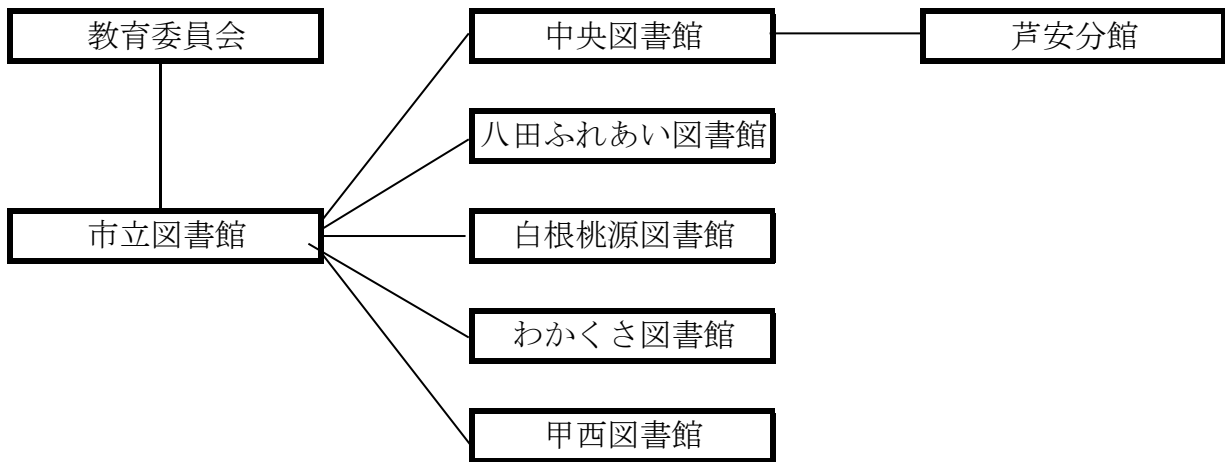 教育委員会
中央図書館
芦安分館
八田ふれあい図書館
市立図書館
白根桃源図書館
わかくさ図書館
甲西図書館